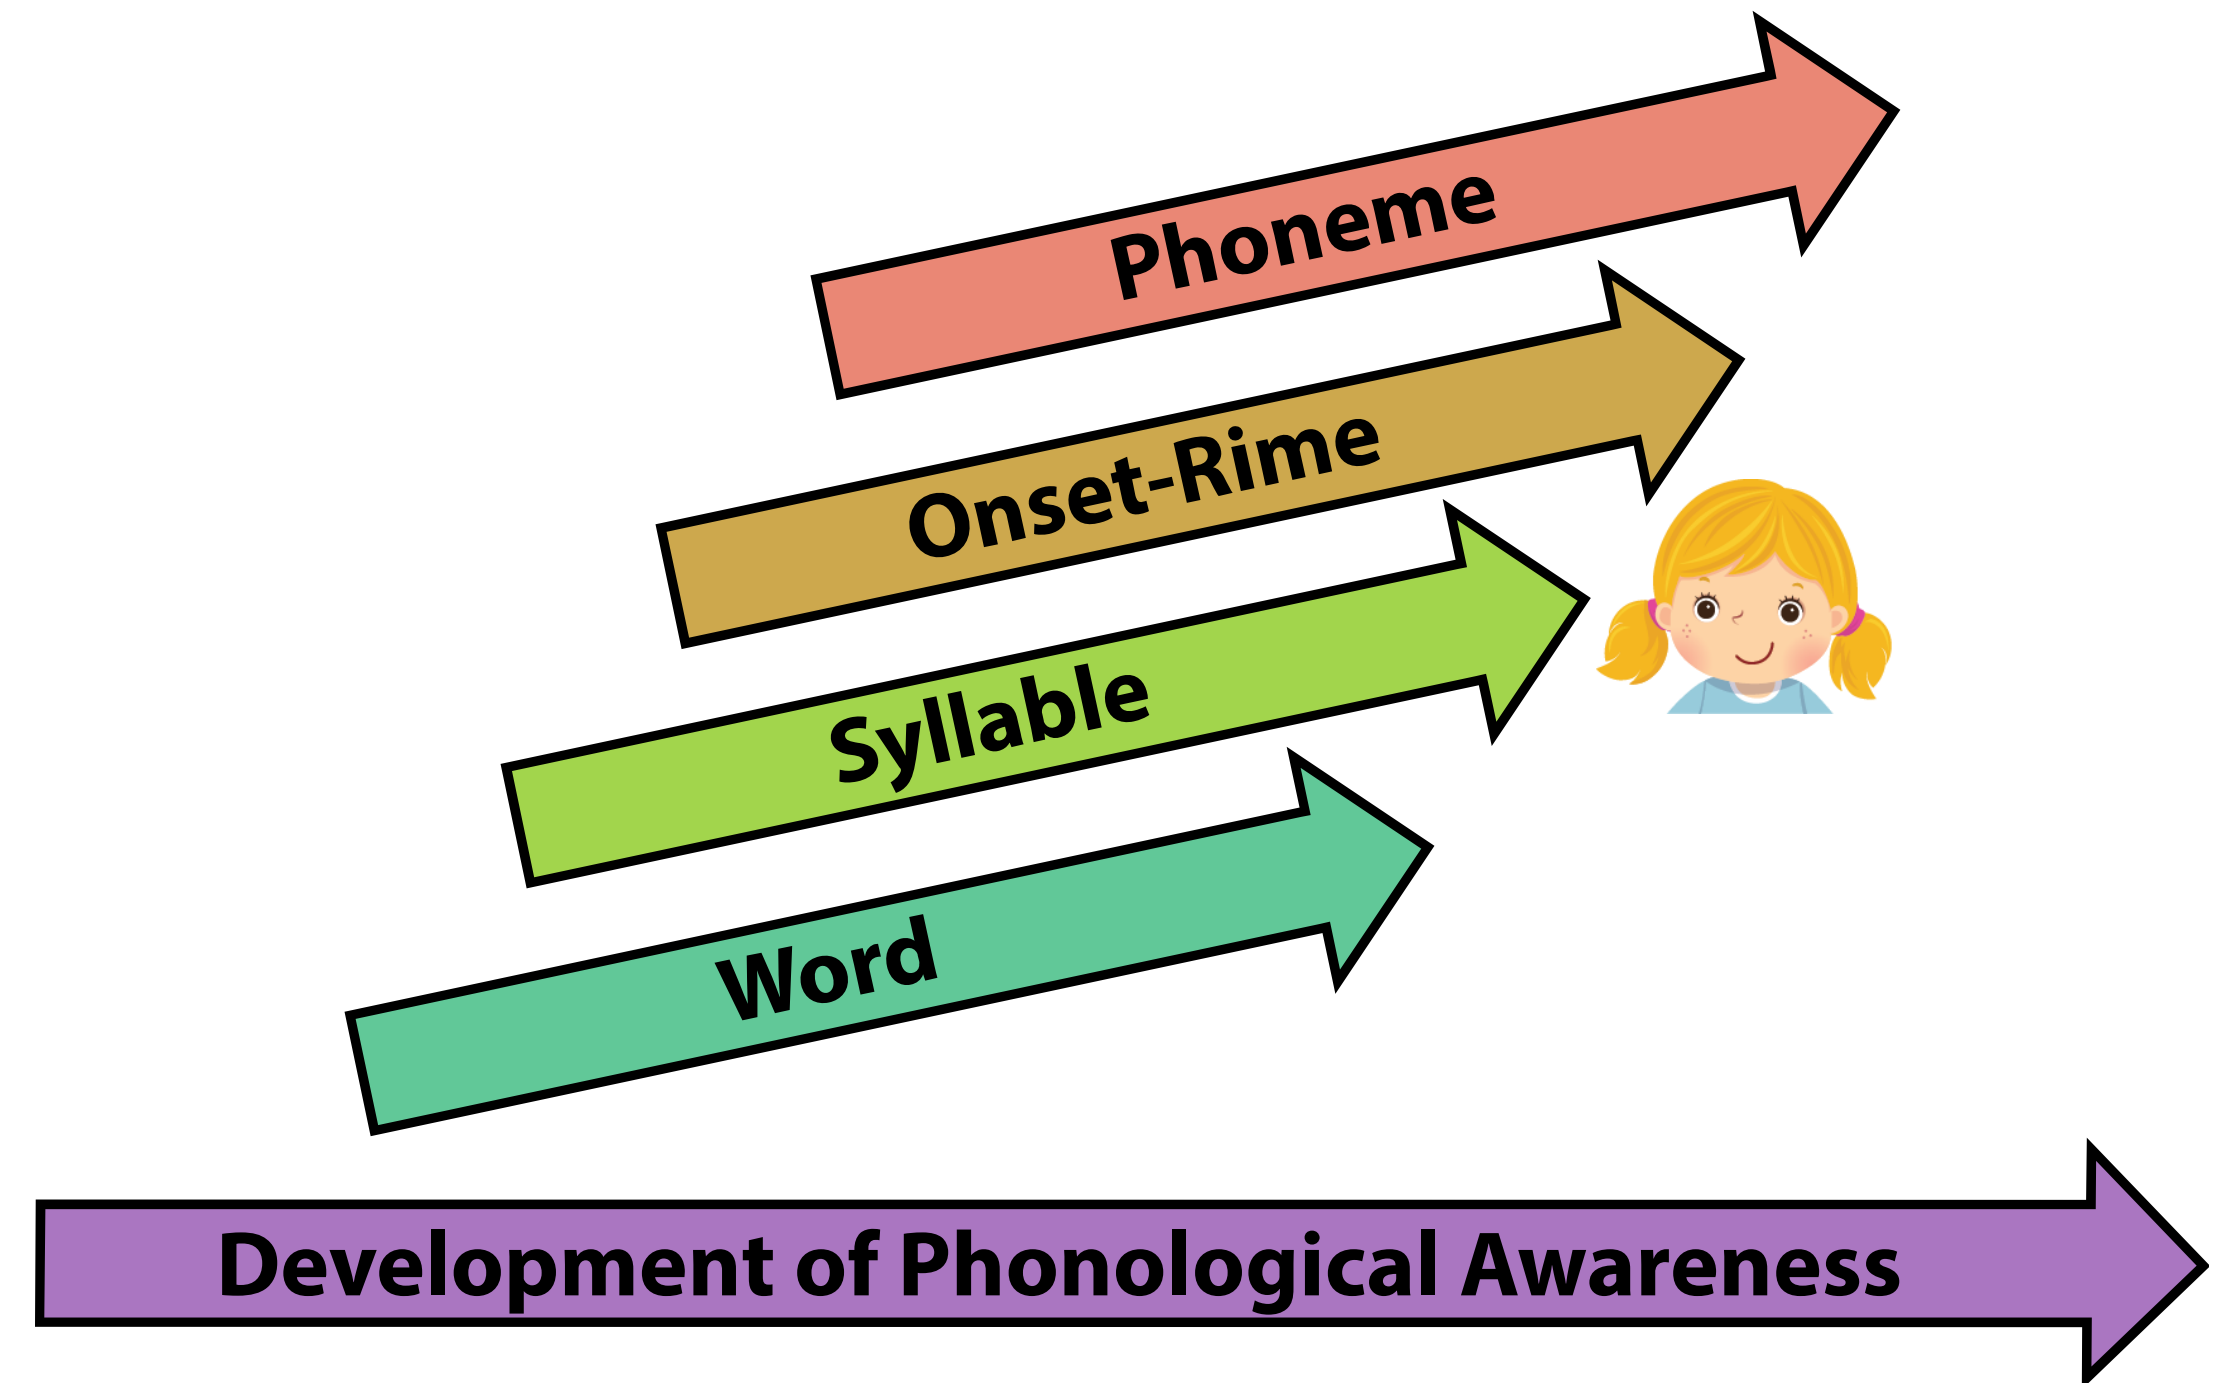 Phoneme
Onset-Rime
Syllable
Word
Development of Phonological Awareness